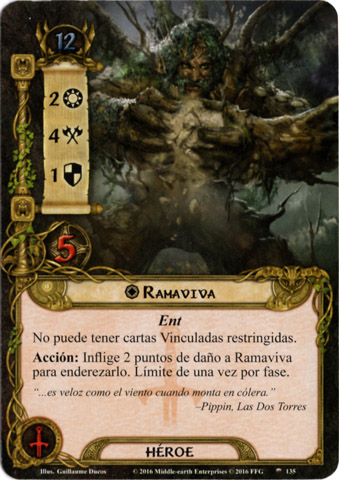 12
2
4
1
5
Ramaviva
Ent
No puede tener cartas Vinculadas restringidas.
Acción: Inflige 2 puntos de daño a Ramaviva
para enderezarlo. Límite de una vez por fase.
“...es veloz como el viento cuando monta en cólera.”
–Pippin, Las Dos Torres
HÉROE
Illus. Guillaume Ducos © 2016 Middle-earth Enterprises © 2016 FFG 135